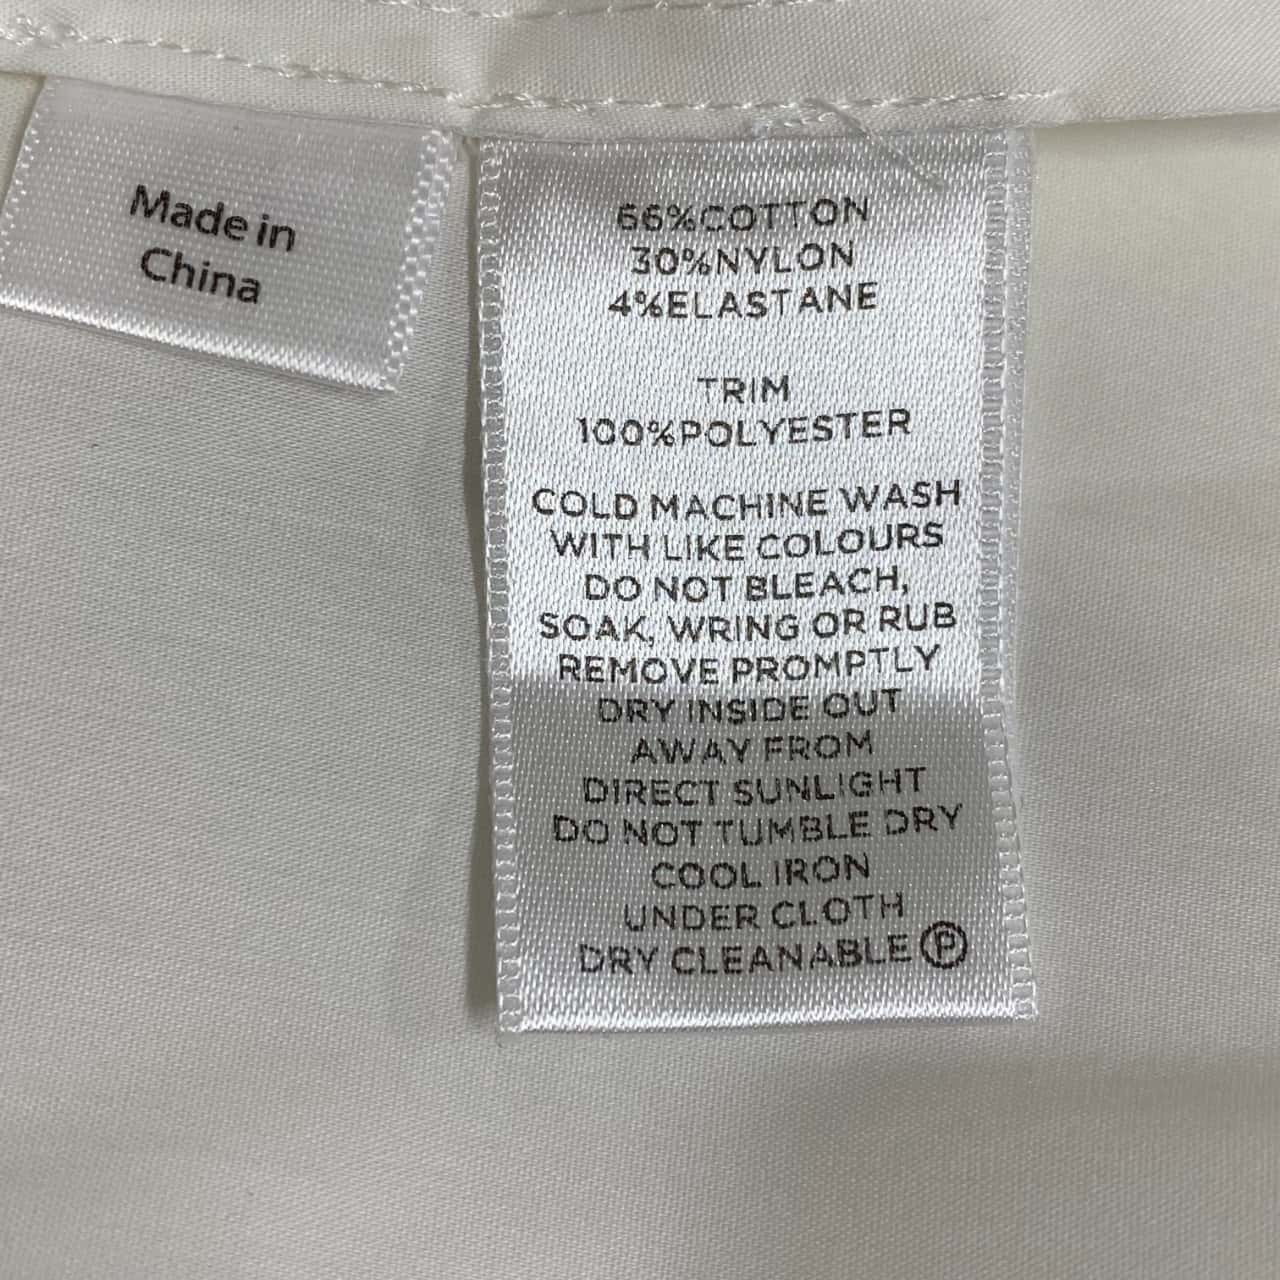 Made in
China
66%COTTON
30%NYLON
4%ELASTANE
TRIM
100%POLYESTER
COLD MACHINE WASH
WITH LIKE COLOURS
DO NOT BLEACH,
SOAK, WRING OR RUB
REMOVE PROMPTLY
DRY INSIDE OUT
AWAY FROM
DIRECT SUNLIGHT
DO NOT TUMBLE DRY
COOL IRON
UNDER CLOTH
DRY CLEANABLE Ⓟ